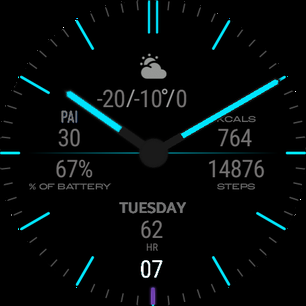 -20/-10°/0
PAI KCALS
30 764
67% 14876
% OF BATTERY STEPS
TUESDAY
62
HR
07